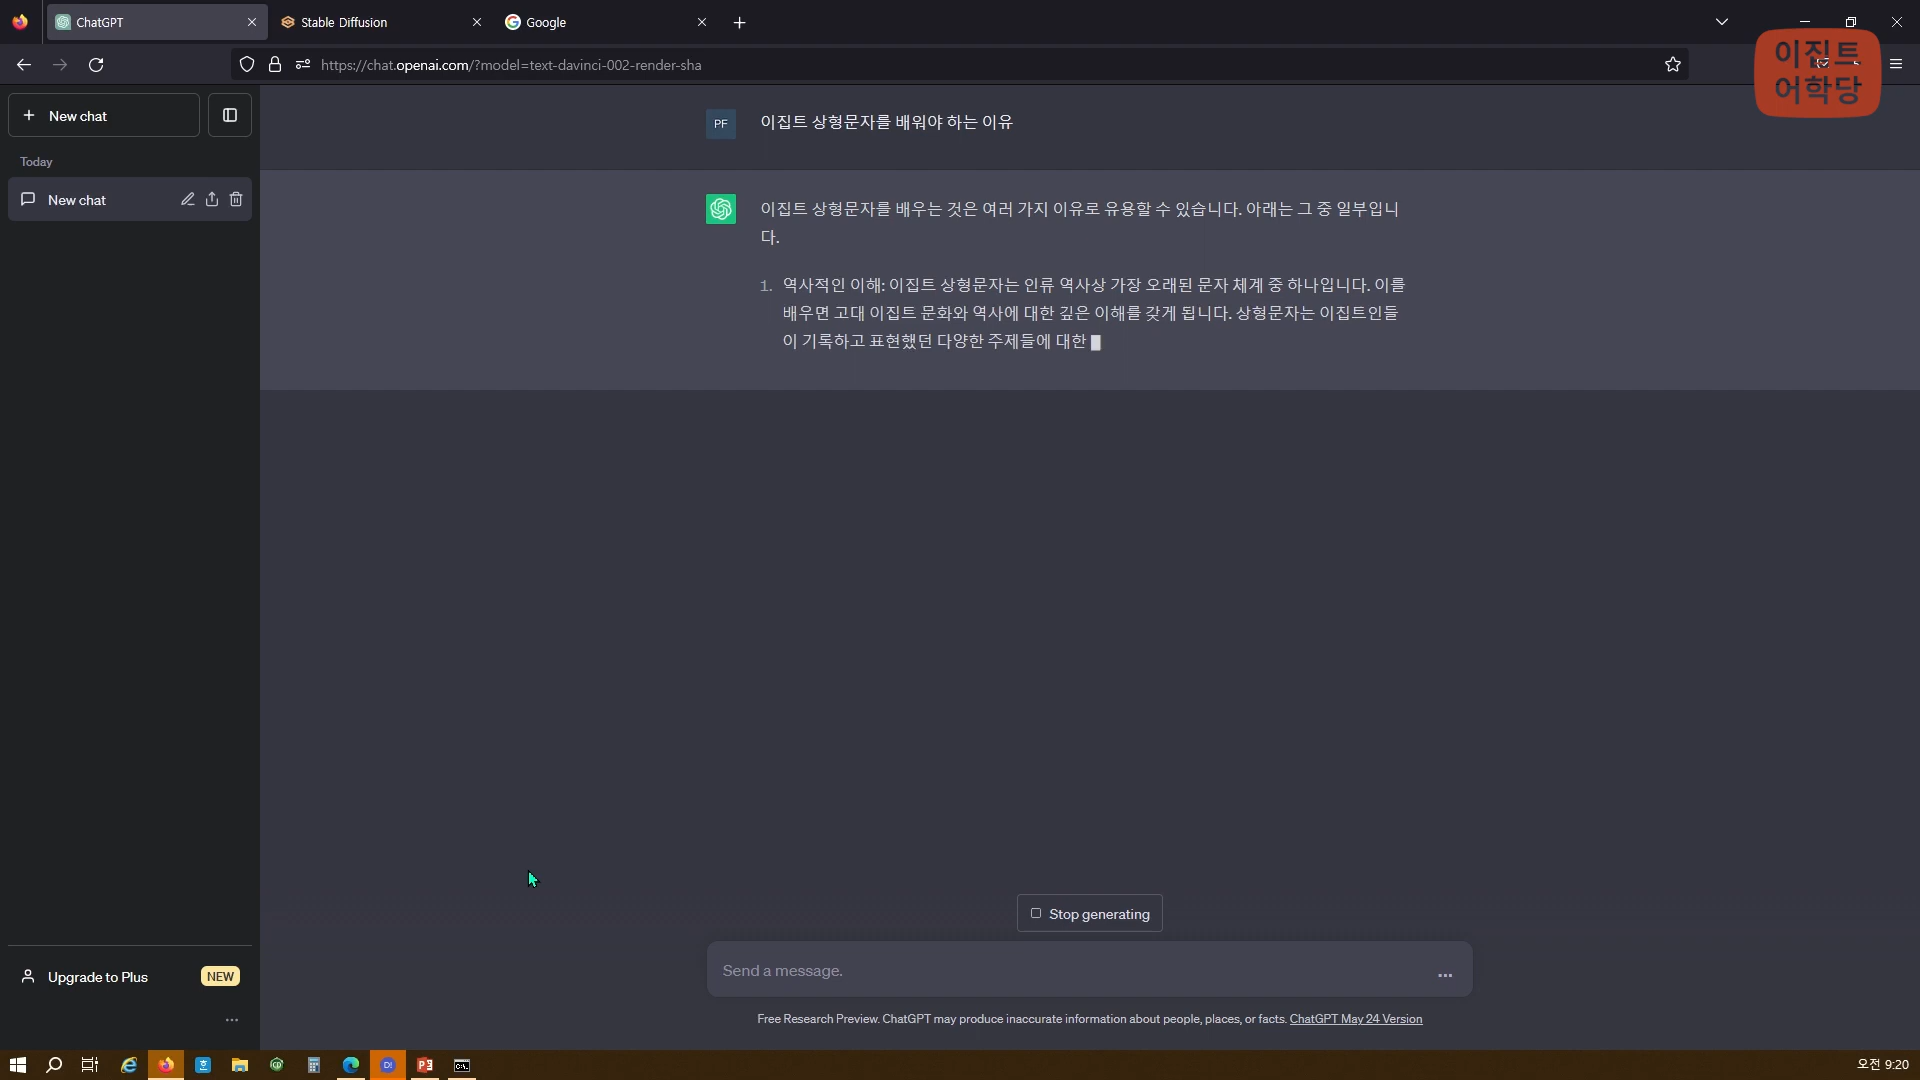 ChatGPT
Stable Diffusion
Google
https://chat.openai.com/?model=text-davinci-002-render-sha
이집트
어학당
New chat
Today
New chat
PF
이집트 상형문자를 배워야 하는 이유
이집트 상형문자를 배우는 것은 여러 가지 이유로 유용할 수 있습니다. 아래는 그 중 일부입니
다.
1. 역사적인 이해: 이집트 상형문자는 인류 역사상 가장 오래된 문자 체계 중 하나입니다. 이를
배우면 고대 이집트 문화와 역사에 대한 깊은 이해를 갖게 됩니다. 상형문자는 이집트인들
이 기록하고 표현했던 다양한 주제들에 대한
Stop generating
Send a message.
Upgrade to Plus
NEW
Free Research Preview. ChatGPT may produce inaccurate information about people, places, or facts. ChatGPT May 24 Version
오전 9:20